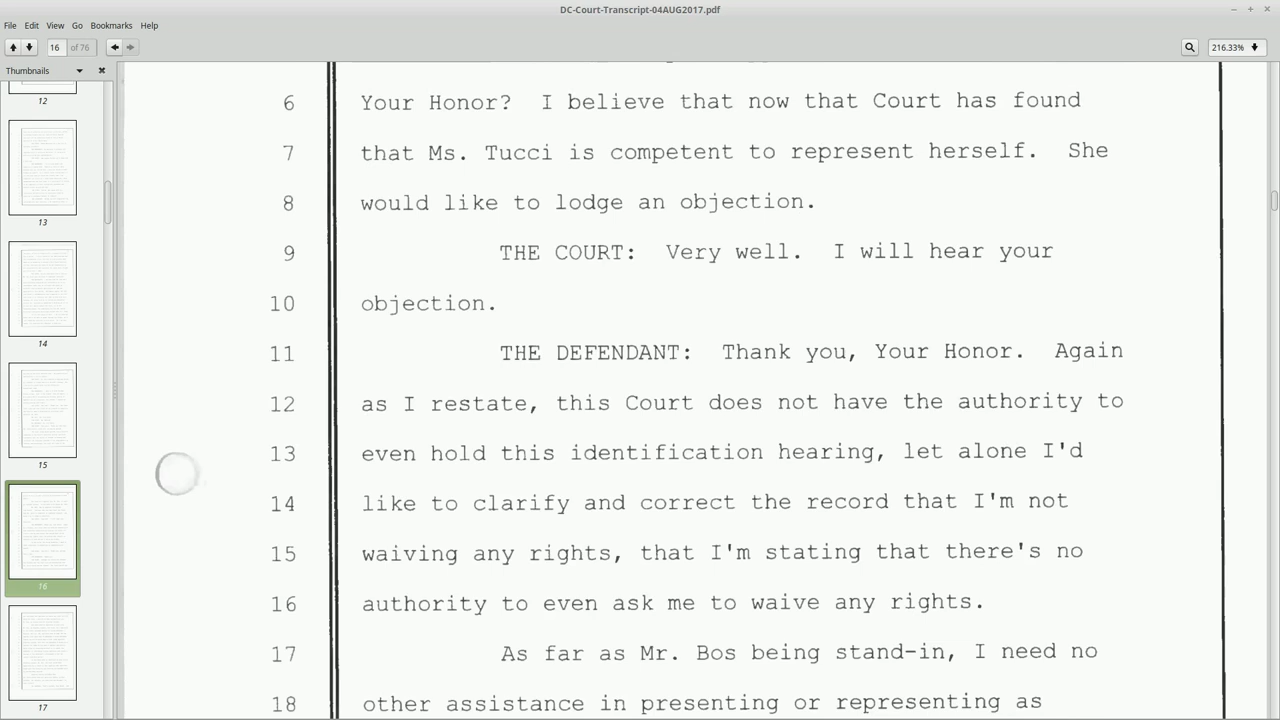 DC-Court-Transcript-04AUG2017.pdf
File Edit View Go Bookmarks Help
16 of 76 216.33%
Thumbnails
12
13
14
15
16
17
6 Your Honor? I believe that now that Court has found
7 that Ms. Tucci is competent to represent herself. She
8 would like to lodge an objection.
9 THE COURT: Very well. I will hear your
10 objection.
11 THE DEFENDANT: Thank you, Your Honor. Again
12 as I restate, this Court does not have the authority to
13 even hold this identification hearing, let alone I'd
14 like to clarify and correct the record that I'm not
15 waiving any rights, that I'm stating that there's no
16 authority to even ask me to waive any rights.
17 As far as Mr. Bos being stand-in, I need no
18 other assistance in presenting or representing as